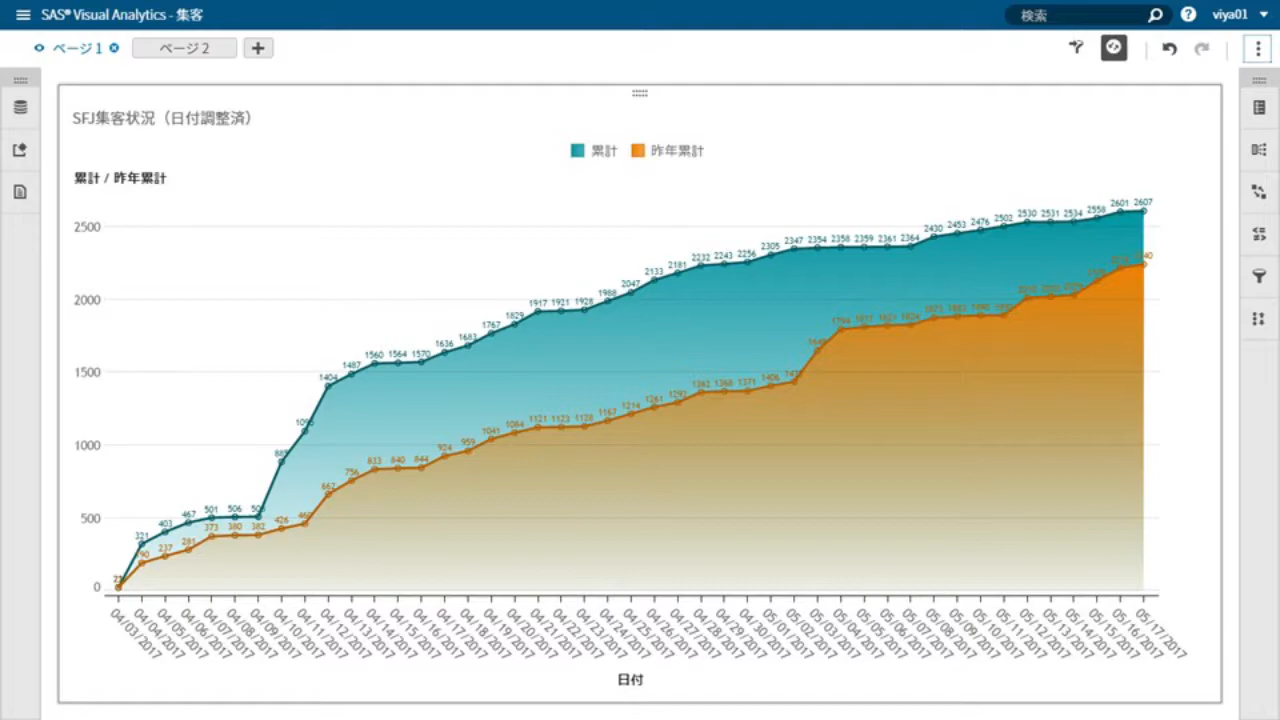 SAS® Visual Analytics - 集客
検索
viya01
ページ 1
ページ 2
SFJ集客状況（日付調整済）
累計 昨年累計
累計 / 昨年累計
2500
2000
1500
1000
500
0
321 403 467 501 506 1404 1487 1560 1564 1570 1636 1683 1767 1829 1917 1921 1928 1988 2047 2133 2181 2232 2243 2256 2305 2347 2354 2358 2359 2361 2364 2430 2453 2476 2502 2530 2531 2534 2558 2601 2607
237 281 373 380 382 426 662 756 833 840 844 924 959 1041 1084 1121 1123 1128 1167 1214 1261 1292 1362 1368 1371 1406
04/03/2017 04/04/2017 04/05/2017 04/06/2017 04/07/2017 04/08/2017 04/09/2017 04/10/2017 04/11/2017 04/12/2017 04/13/2017 04/14/2017 04/15/2017 04/16/2017 04/17/2017 04/18/2017 04/19/2017 04/20/2017 04/21/2017 04/22/2017 04/23/2017 04/24/2017 04/25/2017 04/26/2017 04/27/2017 04/28/2017 04/29/2017 04/30/2017 05/01/2017 05/02/2017 05/03/2017 05/04/2017 05/05/2017 05/06/2017 05/07/2017 05/08/2017 05/09/2017 05/10/2017 05/11/2017 05/12/2017 05/13/2017 05/14/2017 05/15/2017 05/16/2017 05/17/2017
日付